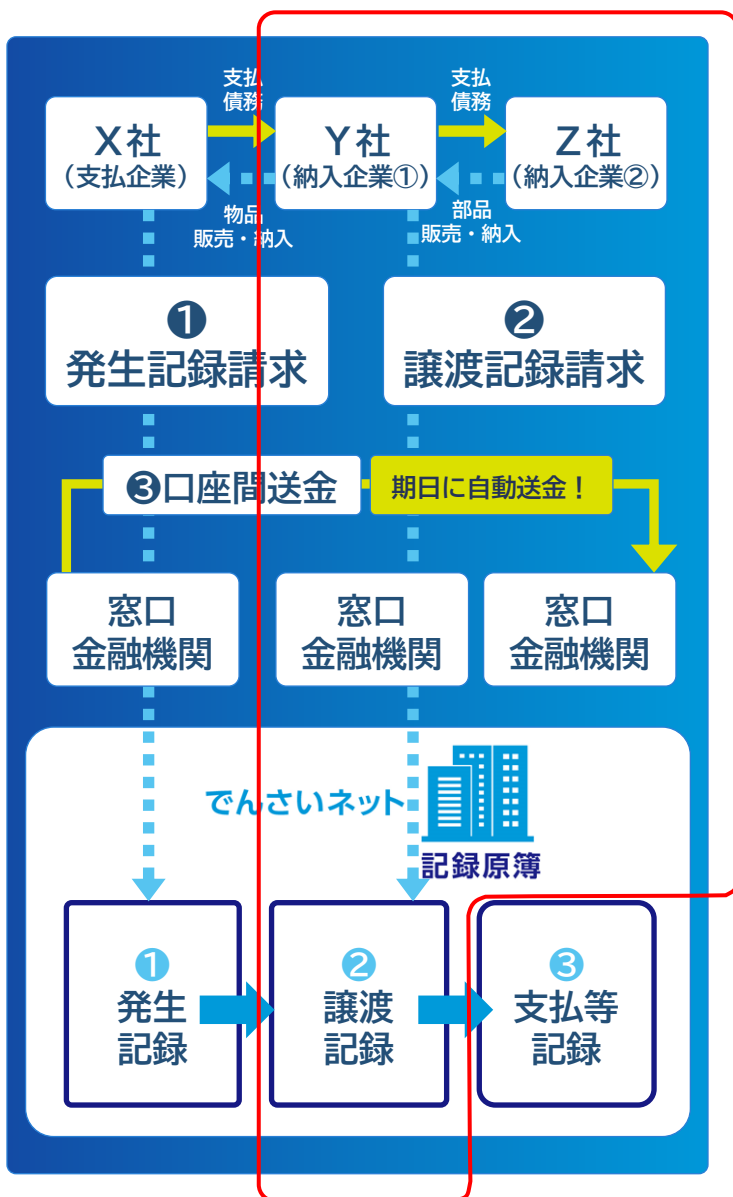 支払
債務
支払
債務
X社
(支払企業)
Y社
(納入企業①)
Z社
(納入企業②)
物品
販売・納入
部品
販売・納入
❶
発生記録請求
❷
譲渡記録請求
❸口座間送金
期日に自動送金！
窓口
金融機関
窓口
金融機関
窓口
金融機関
でんさいネット
記録原簿
❶
発生
記録
❷
譲渡
記録
❸
支払等
記録